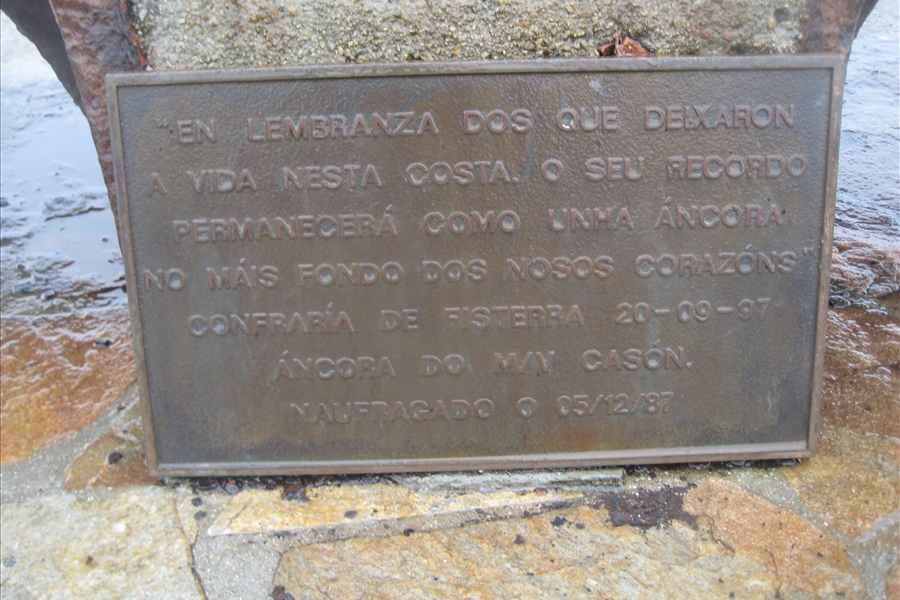 "EN LEMBRANZA DOS QUE DEIXARON
A VIDA NESTA COSTA. O SEU RECORDO
PERMANECERÁ COMO UNHA ÁNCORA
NO MÁIS FONDO DOS NOSOS CORAZÓNS"
CONFRARÍA DE FISTERRA 20-09-97
ÁNCORA DO M/V CASÓN.
NAUFRAGADO O 05/12/87